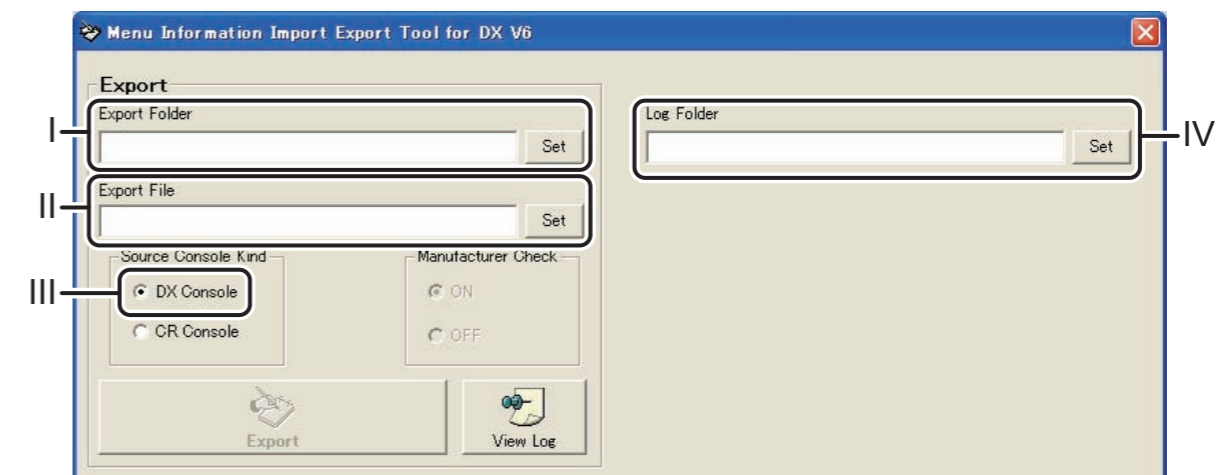 Menu Information Import Export Tool for DX V6
Export
Export Folder
Set
Log Folder
Set
I
IV
Export File
Set
II
Source Console Kind
Manufacturer Check
III
DX Console
ON
CR Console
OFF
Export
View Log